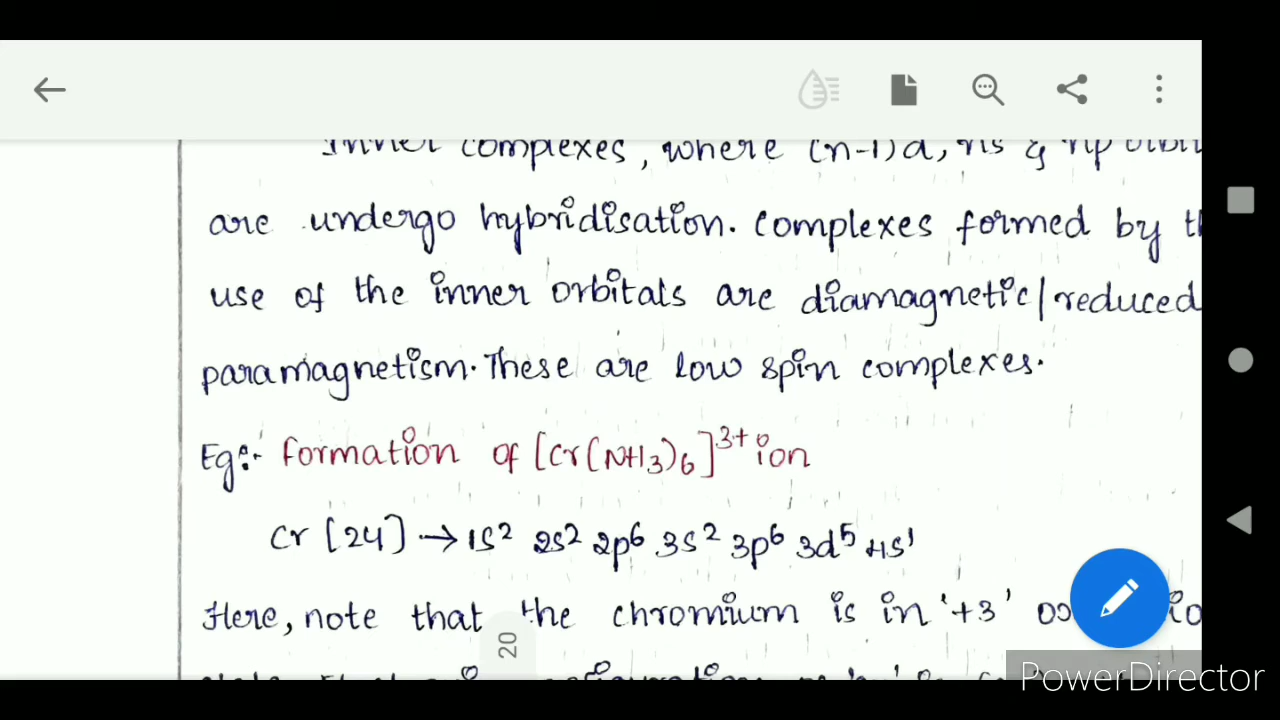 Inner complexes, where (n-1)d, ns & np
are undergo hybridisation. Complexes formed by
use of the inner orbitals are diamagnetic/reduced
paramagnetism. These are low spin complexes.
Eg:- Formation of [Cr(NH3)6]³⁺ ion
Cr [24] → 1s² 2s² 2p⁶ 3s² 3p⁶ 3d⁵ 4s¹
Here, note that the chromium is in '+3'
20
PowerDirector